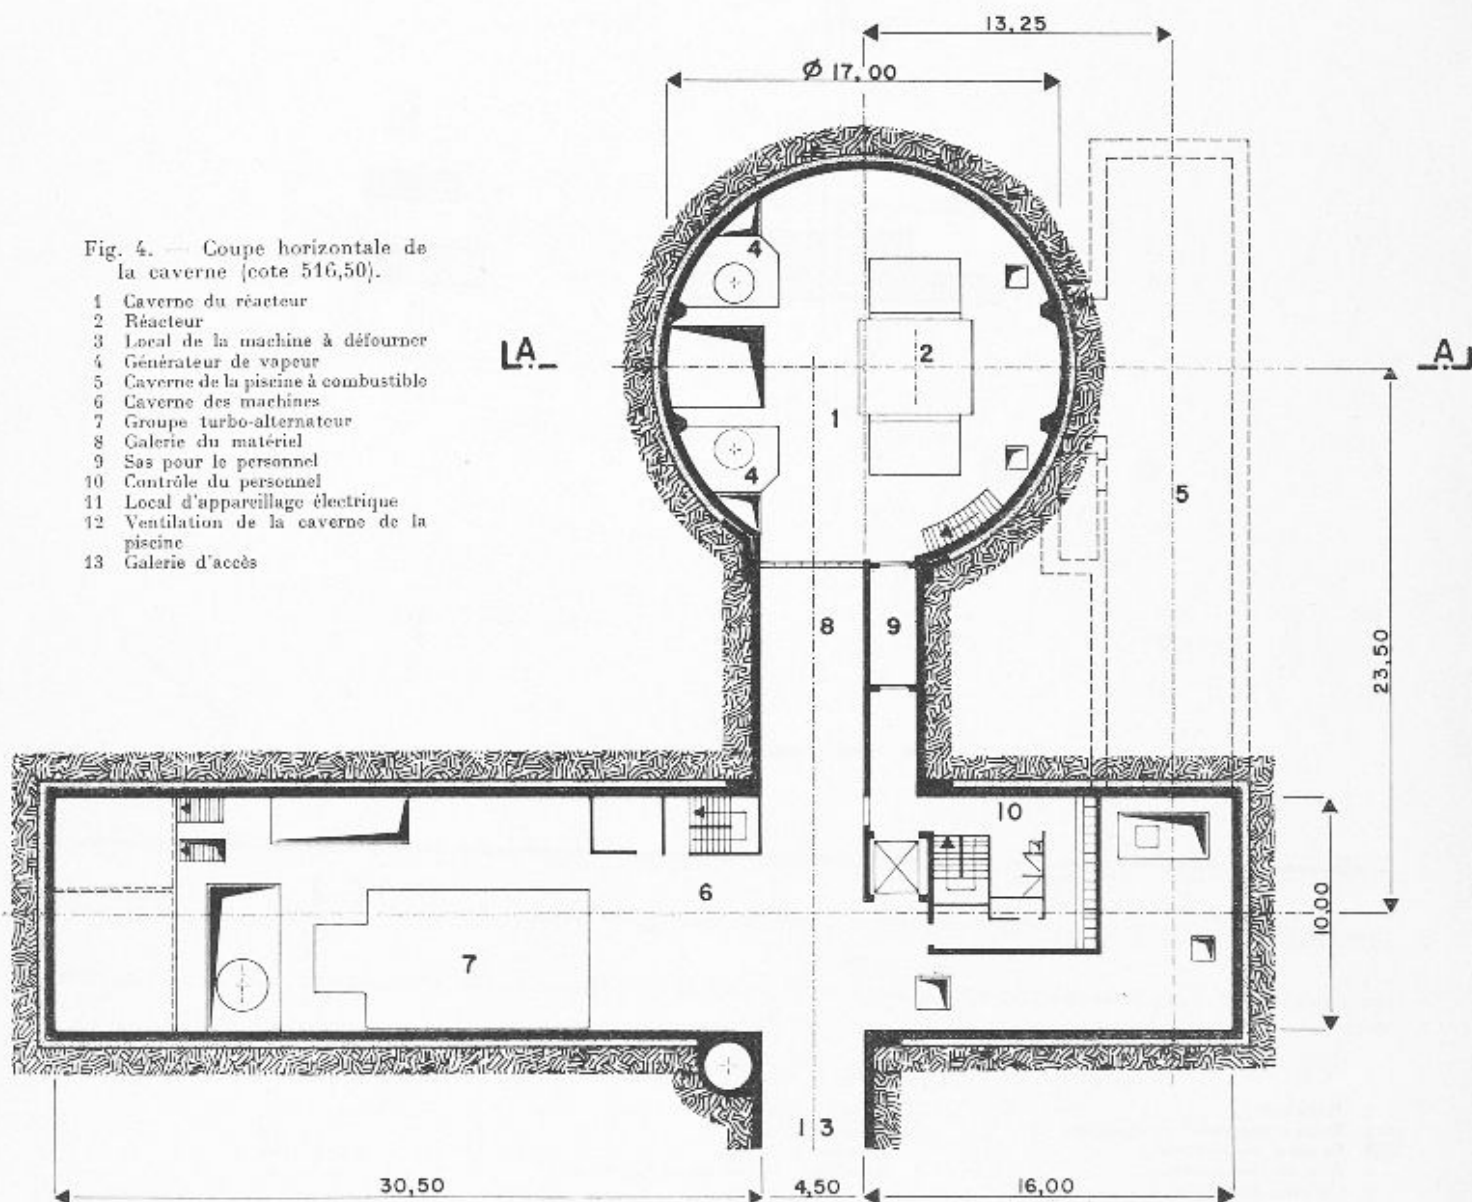 13,25
Ø 17,00
Fig. 4. — Coupe horizontale de
la caverne (cote 516,50).
1 Caverne du réacteur
2 Réacteur
3 Local de la machine à défourner
4 Générateur de vapeur
5 Caverne de la piscine à combustible
6 Caverne des machines
7 Groupe turbo-alternateur
8 Galerie du matériel
9 Sas pour le personnel
10 Contrôle du personnel
11 Local d'appareillage électrique
12 Ventilation de la caverne de la
piscine
13 Galerie d'accès
4
A
2
A
1
4
5
8
9
23,50
10
6
10,00
7
13
30,50
4,50
16,00